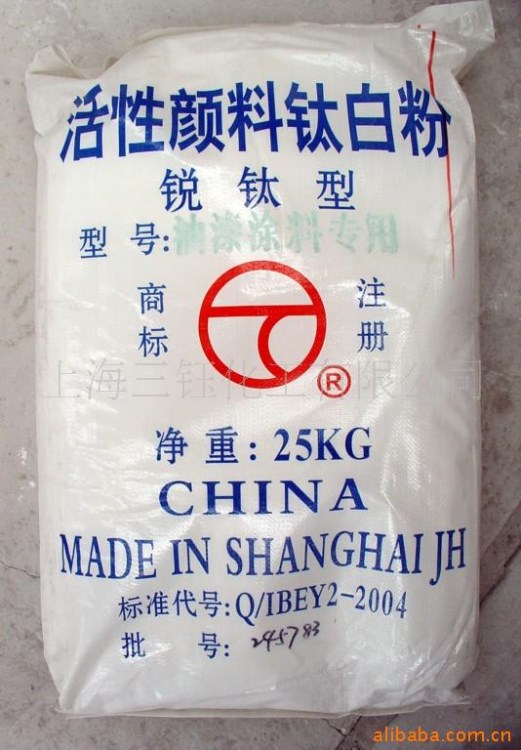 活性颜料钛白粉
锐钛型
型号:油漆涂料专用
商标 注册
®
上海三钰化工有限公司
净重:25KG
CHINA
MADE IN SHANGHAI JH
标准代号:Q/IBEY2-2004
批号:245783
alibaba.com.cn